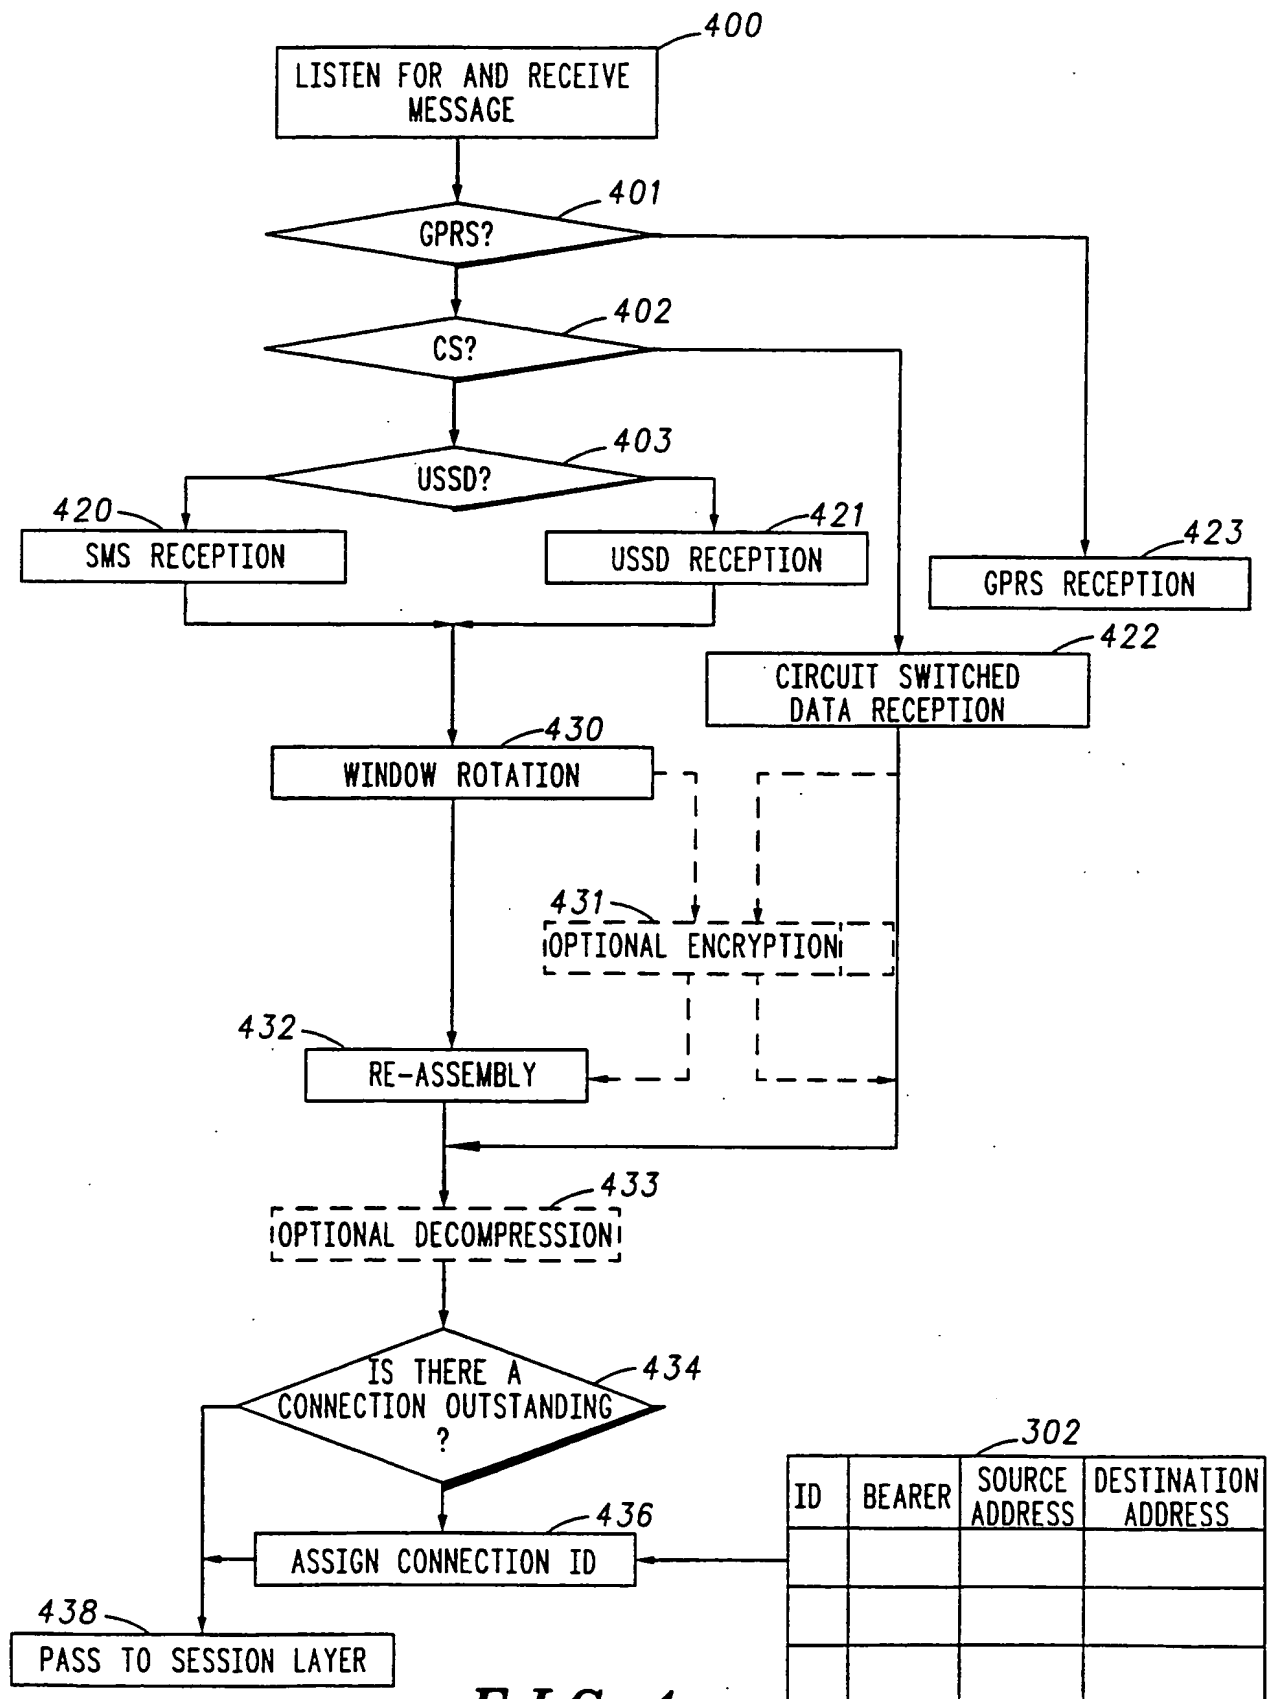 400
LISTEN FOR AND RECEIVE
MESSAGE
401
GPRS?
402
CS?
403
USSD?
420
SMS RECEPTION
421
USSD RECEPTION
423
GPRS RECEPTION
422
CIRCUIT SWITCHED
DATA RECEPTION
430
WINDOW ROTATION
431
OPTIONAL ENCRYPTION
432
RE-ASSEMBLY
433
OPTIONAL DECOMPRESSION
434
IS THERE A
CONNECTION OUTSTANDING
?
302
ID
BEARER
SOURCE
ADDRESS
DESTINATION
ADDRESS
436
ASSIGN CONNECTION ID
438
PASS TO SESSION LAYER